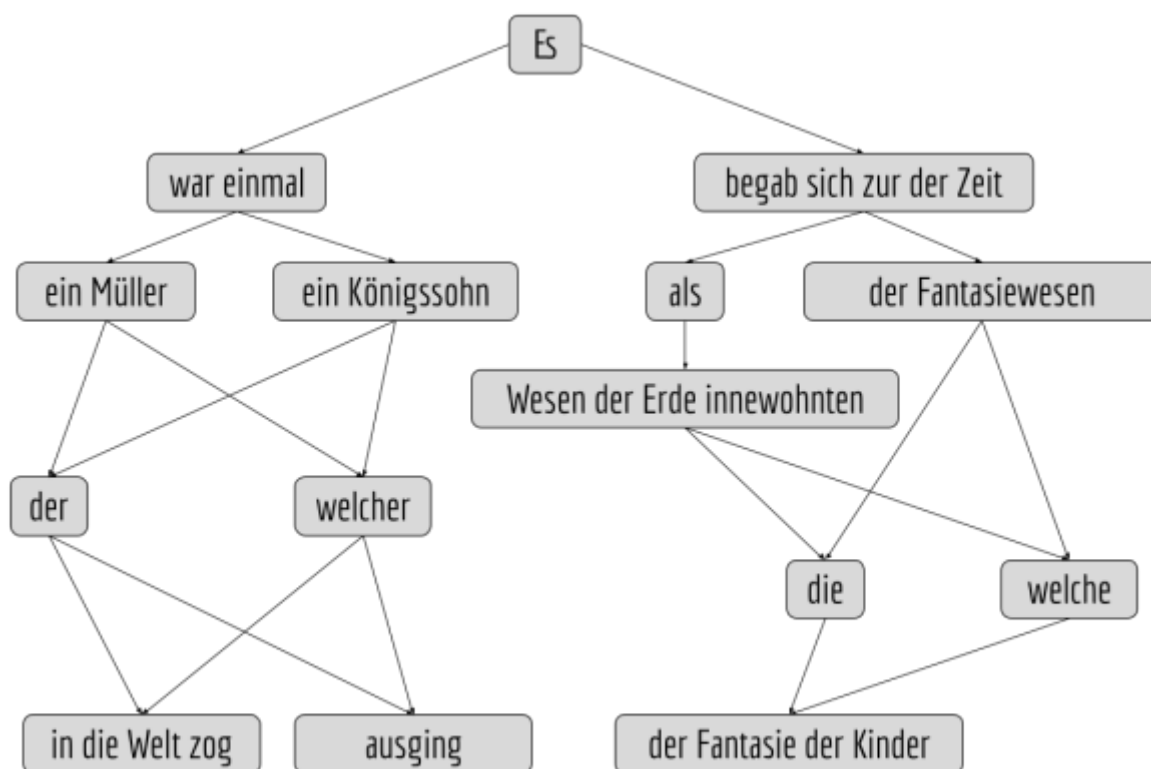 Es
war einmal
begab sich zur der Zeit
ein Müller
ein Königssohn
als
der Fantasiewesen
Wesen der Erde innewohnten
der
welcher
die
welche
in die Welt zog
ausging
der Fantasie der Kinder